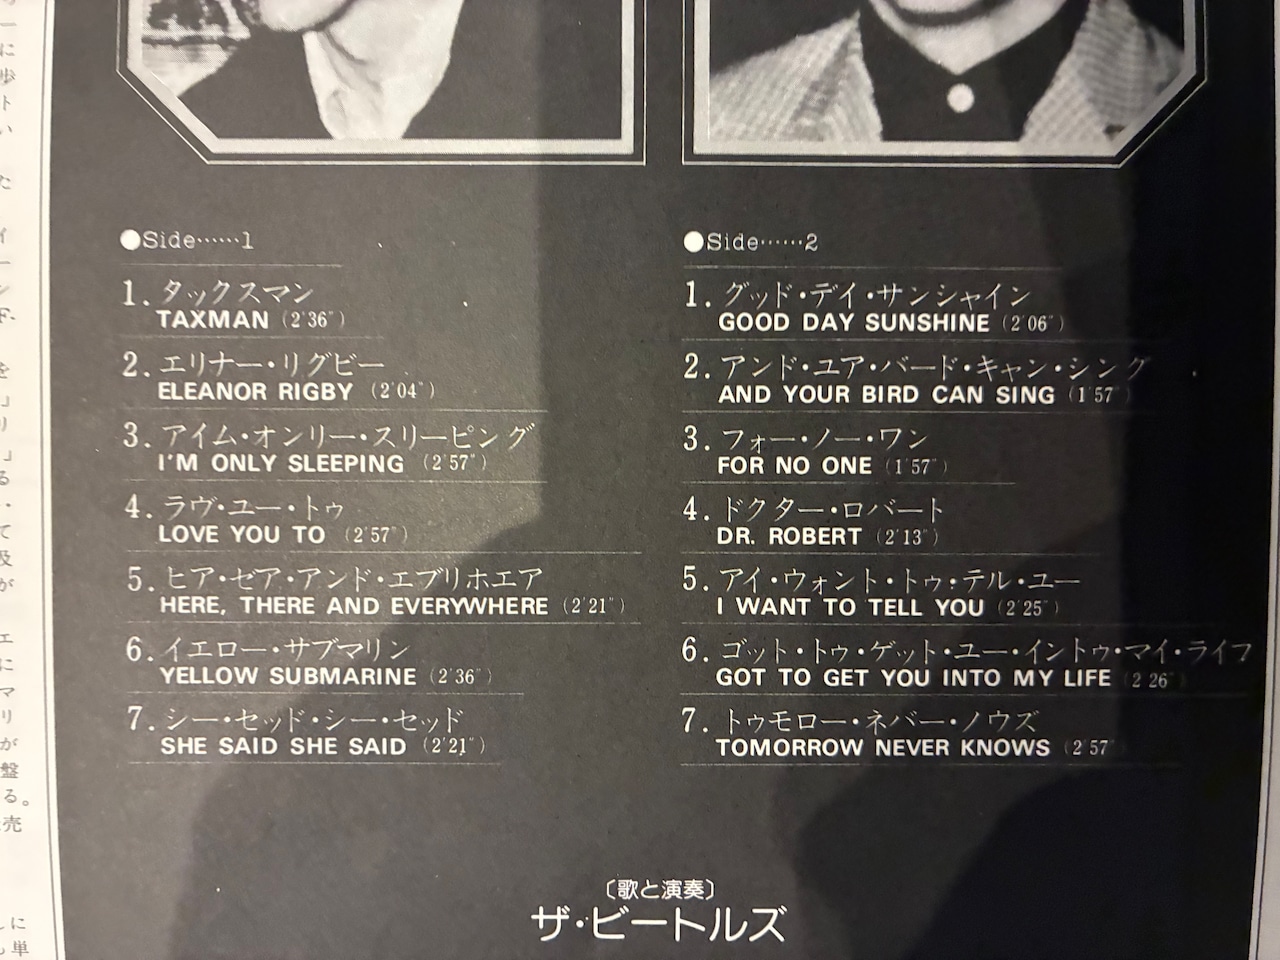 ●Side……1
1. タックスマン
TAXMAN (2'36")
2. エリナー・リグビー
ELEANOR RIGBY (2'04")
3. アイム・オンリー・スリーピング
I'M ONLY SLEEPING (2'57")
4. ラヴ・ユー・トゥ
LOVE YOU TO (2'57")
5. ヒア・ゼア・アンド・エブリホエア
HERE, THERE AND EVERYWHERE (2'21")
6. イエロー・サブマリン
YELLOW SUBMARINE (2'36")
7. シー・セッド・シー・セッド
SHE SAID SHE SAID (2'21")
●Side……2
1. グッド・デイ・サンシャイン
GOOD DAY SUNSHINE (2'06")
2. アンド・ユア・バード・キャン・シング
AND YOUR BIRD CAN SING (1'57")
3. フォー・ノー・ワン
FOR NO ONE (1'57")
4. ドクター・ロバート
DR. ROBERT (2'13")
5. アイ・ウォント・トゥ・テル・ユー
I WANT TO TELL YOU (2'25")
6. ゴット・トゥ・ゲット・ユー・イントゥ・マイ・ライフ
GOT TO GET YOU INTO MY LIFE (2'26")
7. トゥモロー・ネバー・ノウズ
TOMORROW NEVER KNOWS (2'57")
〔歌と演奏〕
ザ・ビートルズ